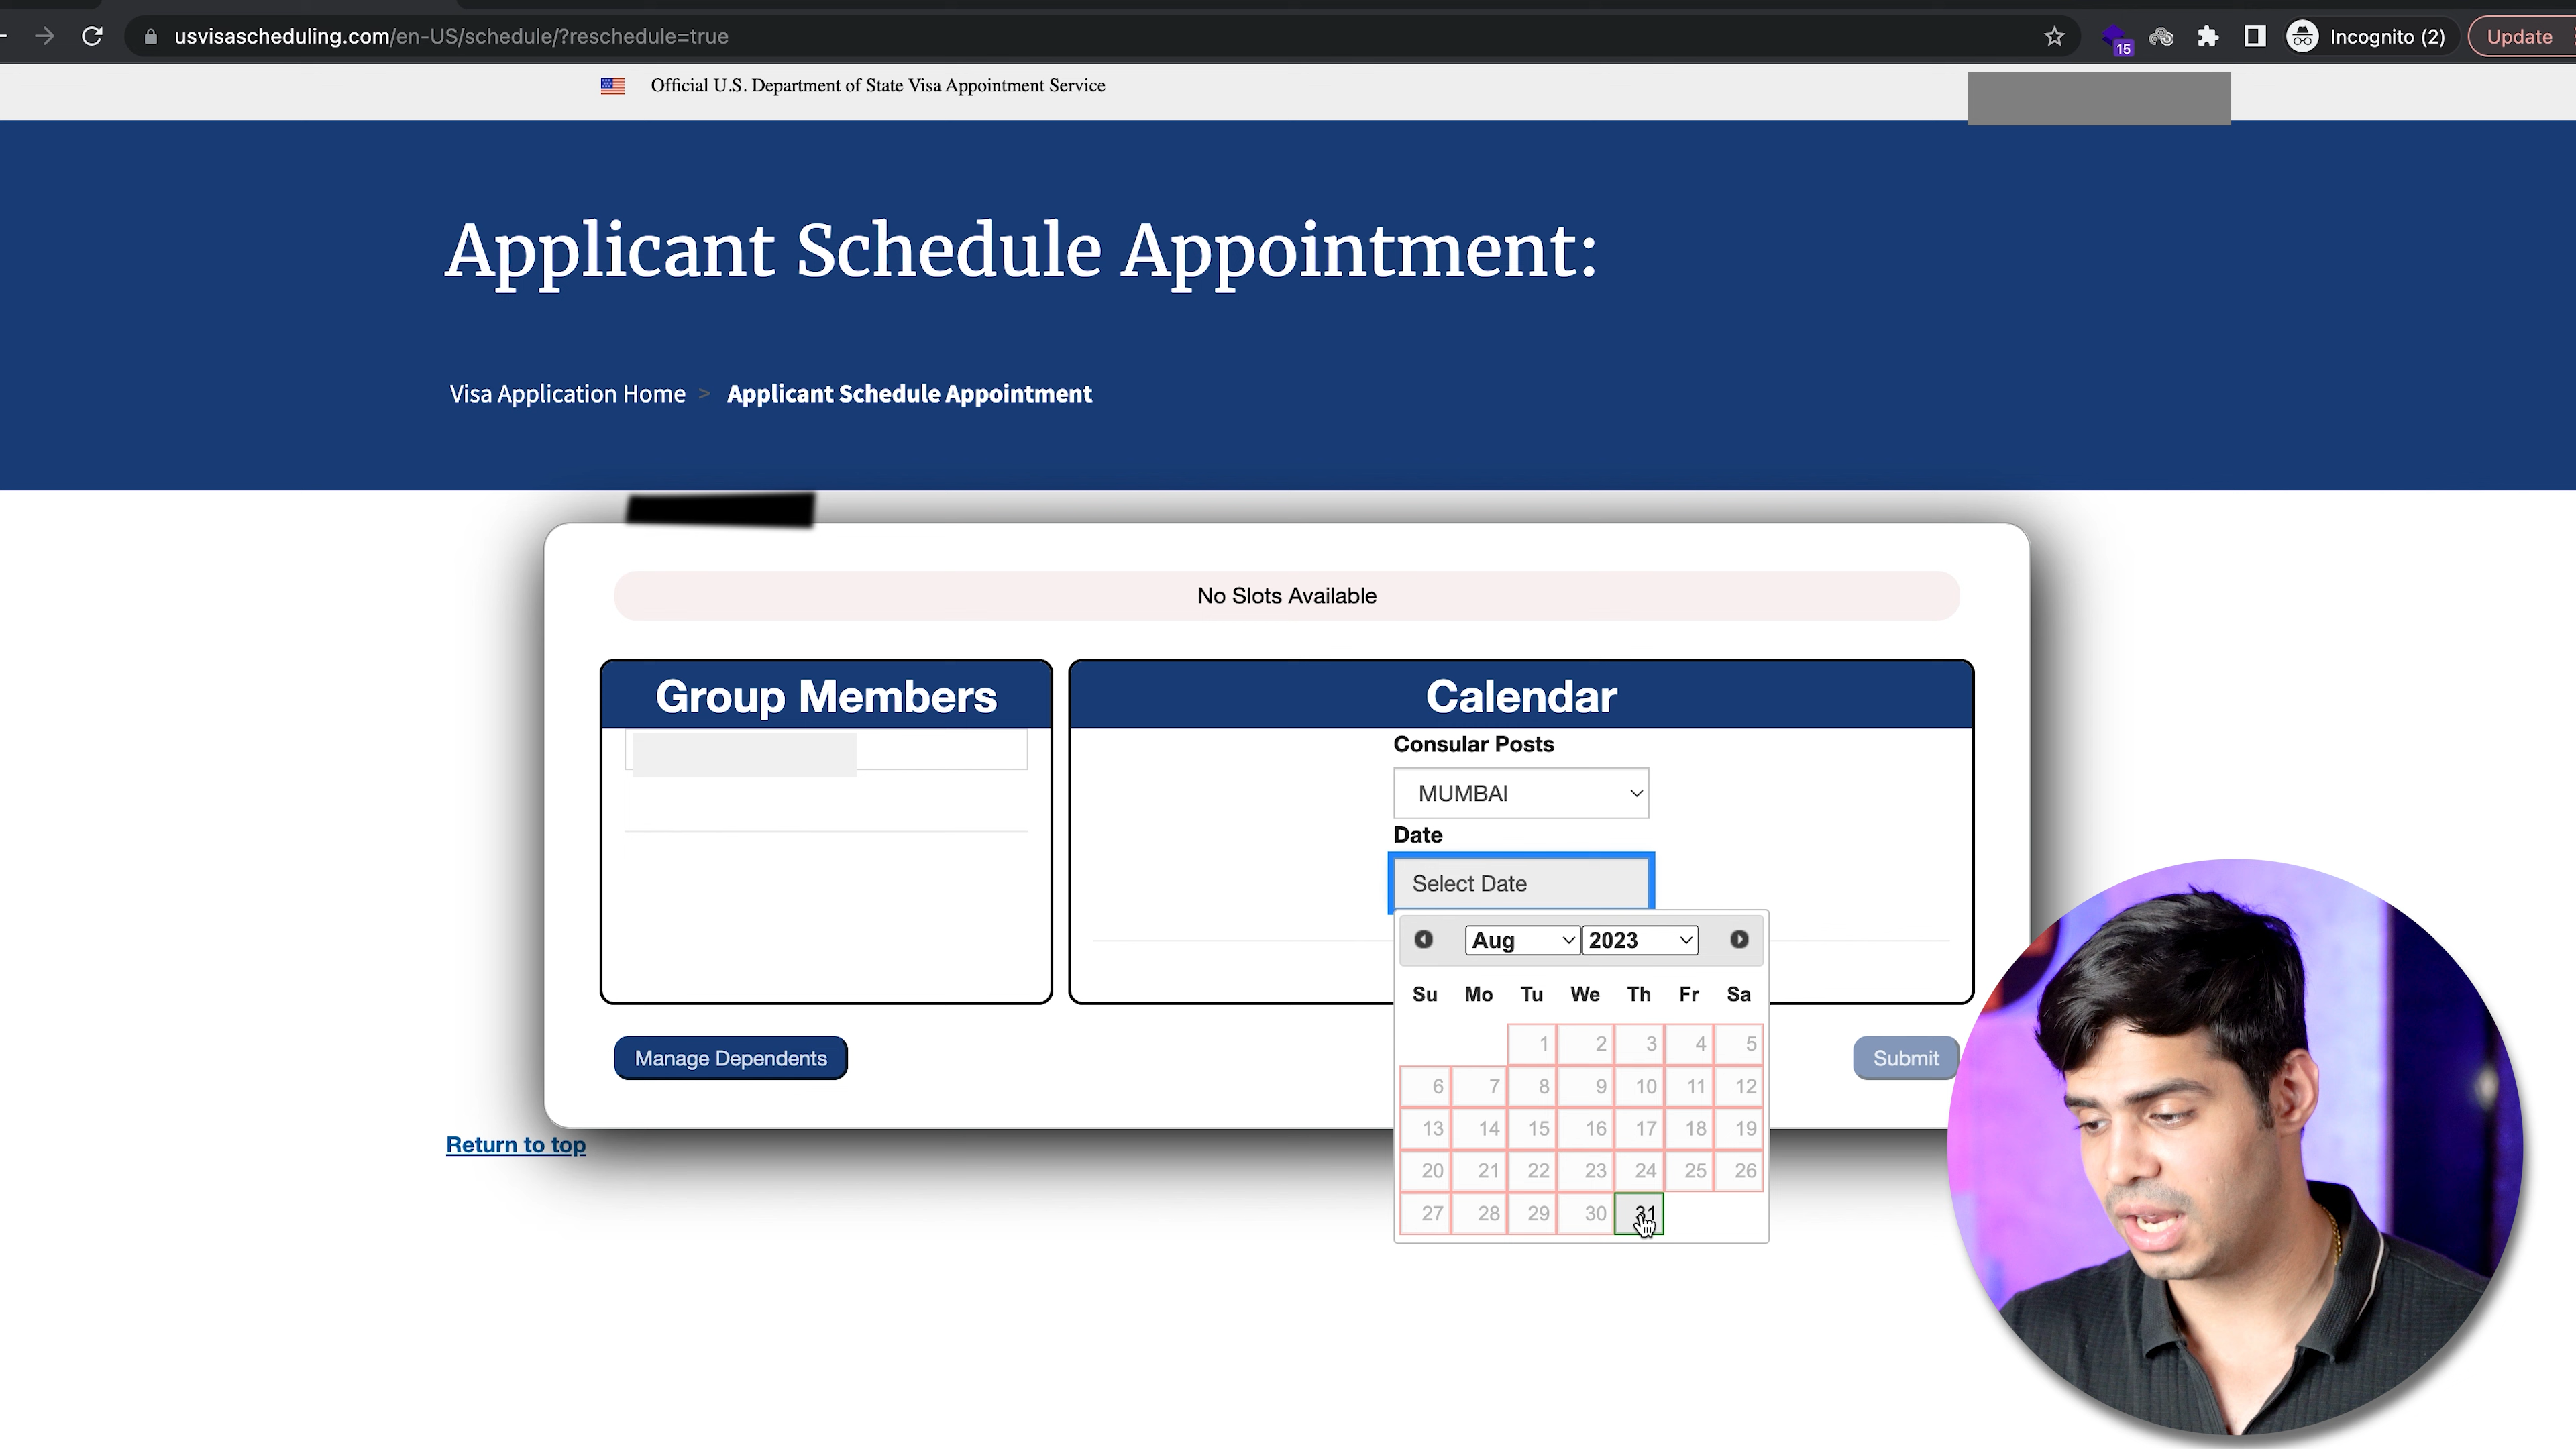 usvisascheduling.com/en-US/schedule/?reschedule=true
15
Incognito (2)
Update
Official U.S. Department of State Visa Appointment Service
Applicant Schedule Appointment:
Visa Application Home > Applicant Schedule Appointment
No Slots Available
Group Members
Calendar
Consular Posts
MUMBAI
Date
Select Date
Aug 2023
Su Mo Tu We Th Fr Sa
1 2 3 4 5
6 7 8 9 10 11 12
13 14 15 16 17 18 19
20 21 22 23 24 25 26
27 28 29 30 31
Manage Dependents
Submit
Return to top